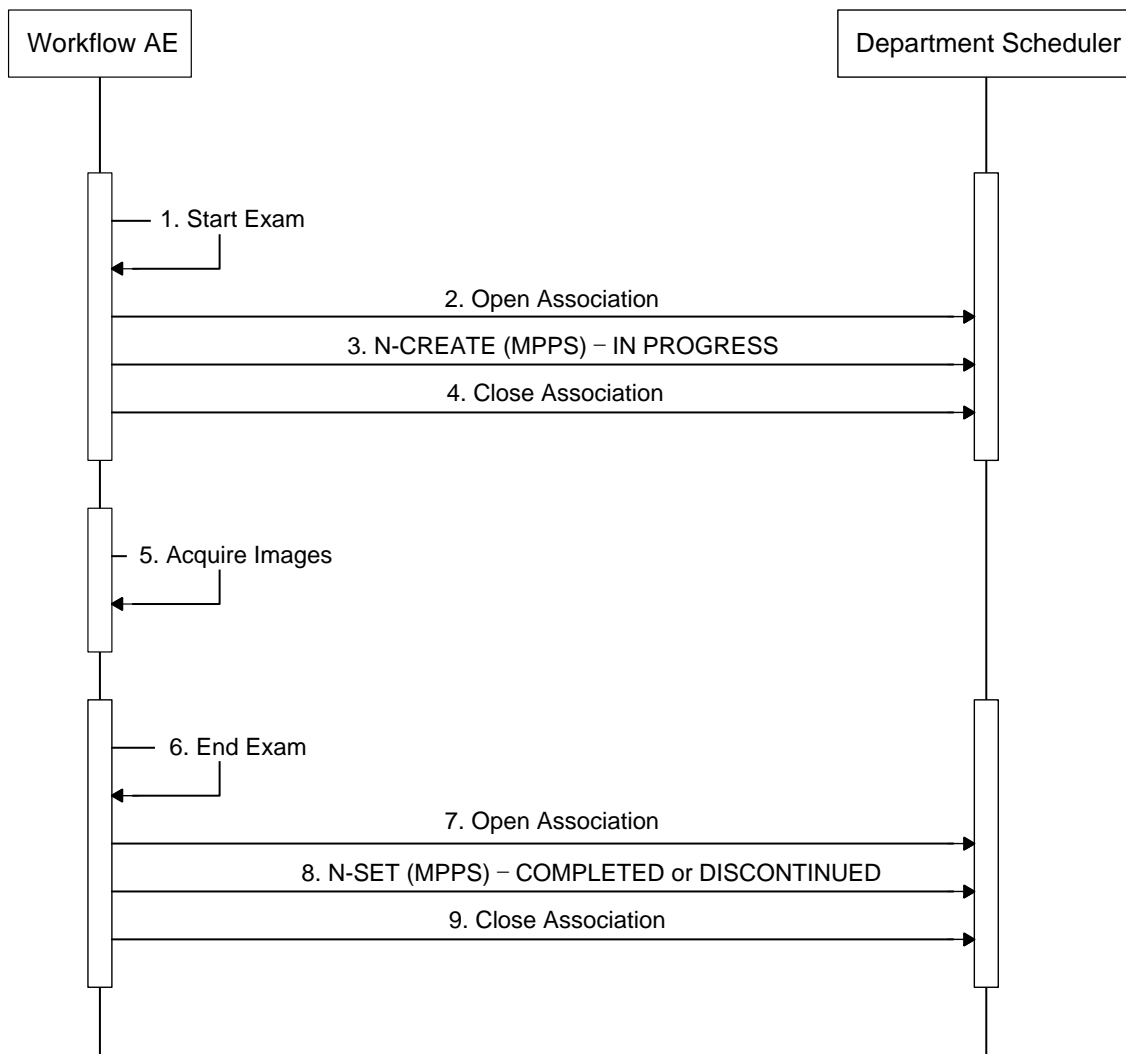 Workflow AE
Department Scheduler
1. Start Exam
2. Open Association
3. N-CREATE (MPPS) − IN PROGRESS
4. Close Association
5. Acquire Images
6. End Exam
7. Open Association
8. N-SET (MPPS) − COMPLETED or DISCONTINUED
9. Close Association